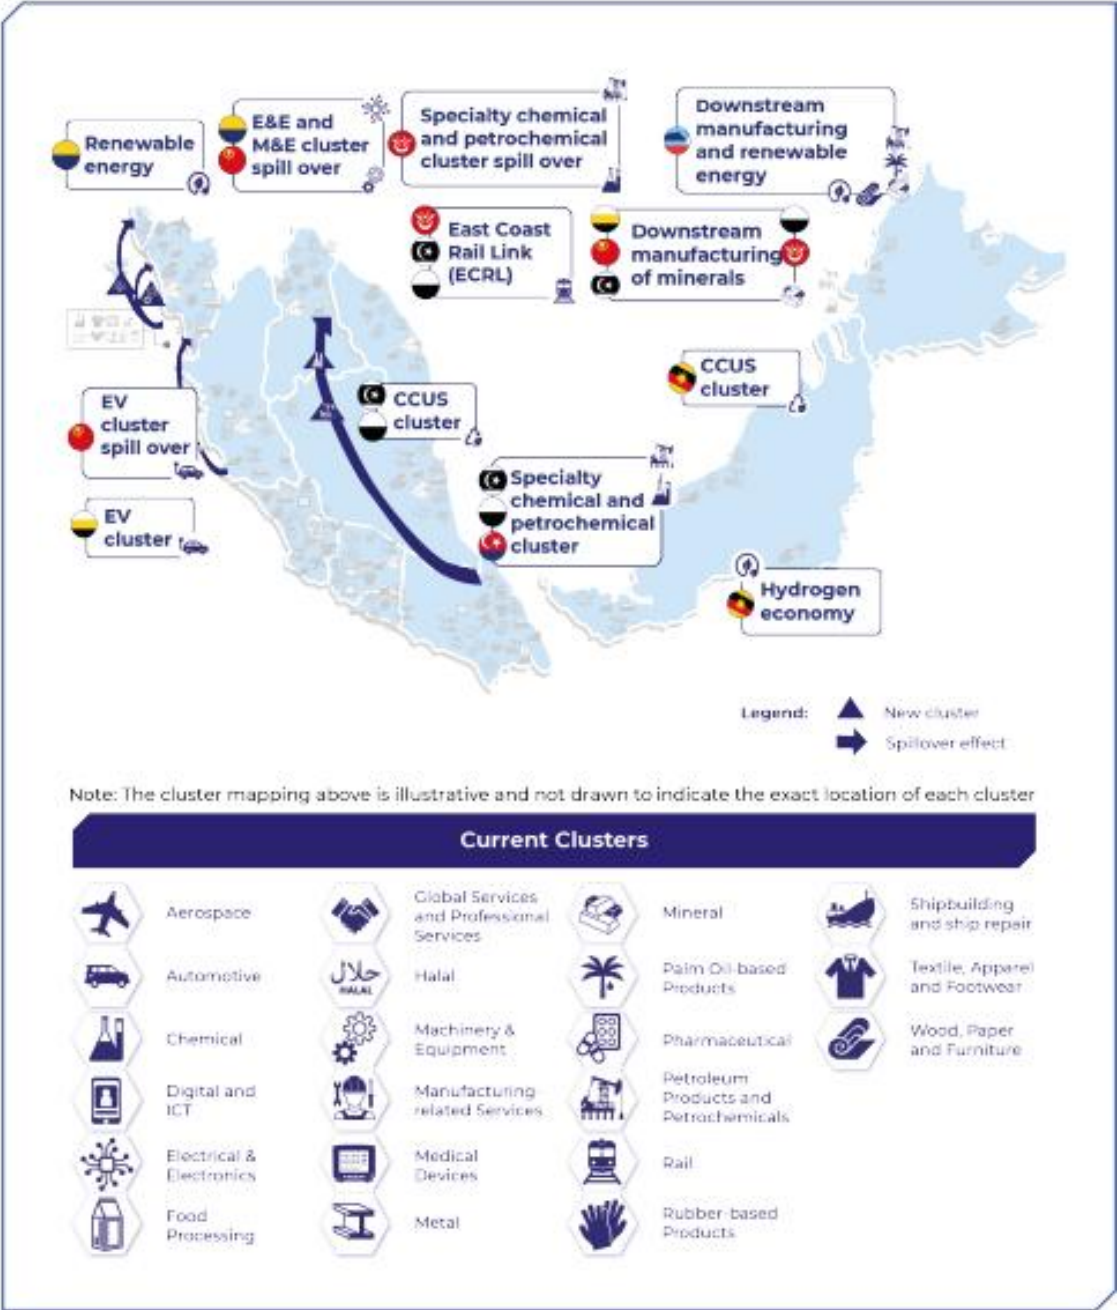 Renewable
energy
E&E and
M&E cluster
spill over
Specialty chemical
and petrochemical
cluster spill over
Downstream
manufacturing
and renewable
energy
East Coast
Rail Link
(ECRL)
Downstream
manufacturing
of minerals
EV
cluster
spill over
CCUS
cluster
CCUS
cluster
EV
cluster
Specialty
chemical and
petrochemical
cluster
Hydrogen
economy
Legend:
New cluster
Spillover effect
Note: The cluster mapping above is illustrative and not drawn to indicate the exact location of each cluster
Current Clusters
Aerospace
Automotive
Chemical
Digital and
ICT
Electrical &
Electronics
Food
Processing
Global Services
and Professional
Services
حلال
HALAL
Halal
Machinery &
Equipment
Manufacturing-
related Services
Medical
Devices
Metal
Mineral
Palm Oil-based
Products
Pharmaceutical
Petroleum
Products and
Petrochemicals
Rail
Rubber-based
Products
Shipbuilding
and ship repair
Textile, Apparel
and Footwear
Wood, Paper
and Furniture